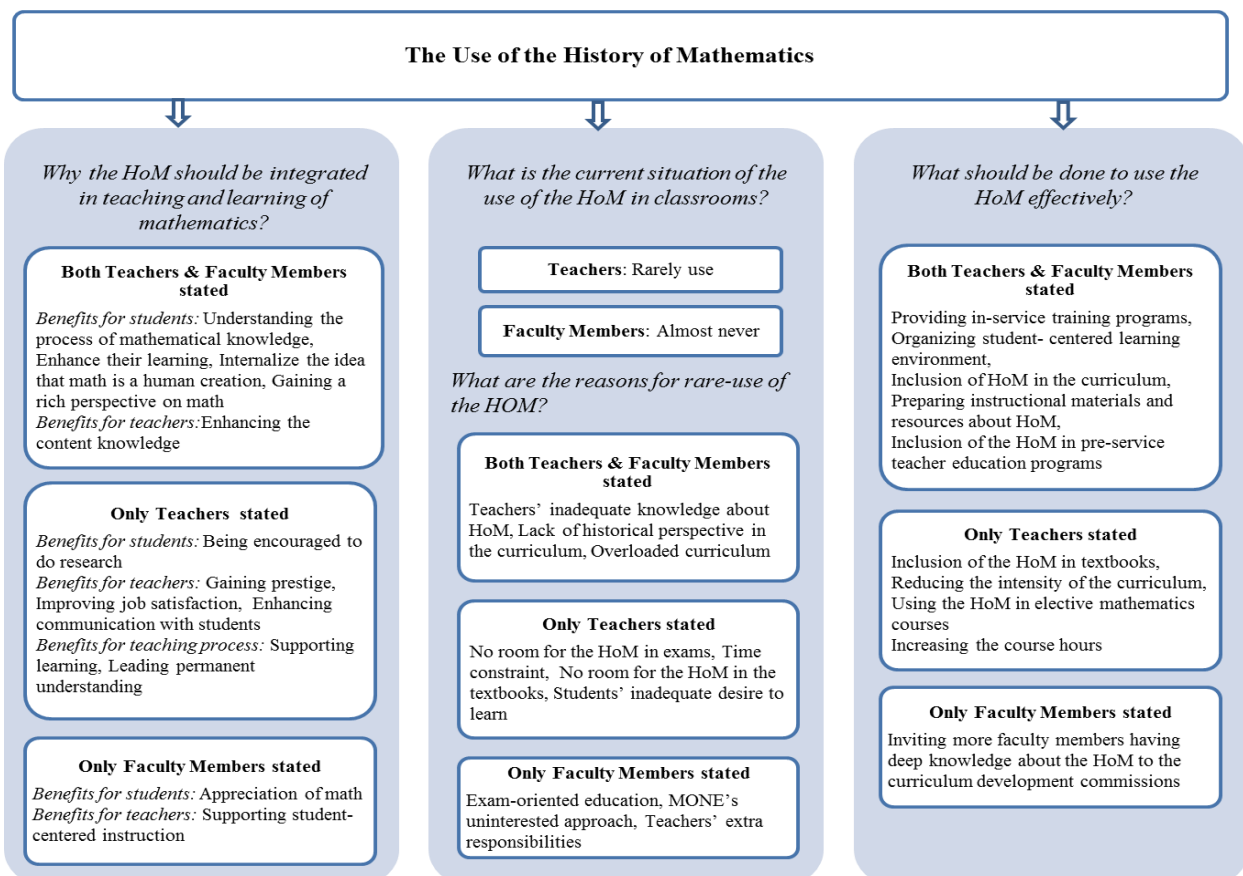 The Use of the History of Mathematics
Why the HoM should be integrated
in teaching and learning of
mathematics?
Both Teachers & Faculty Members
stated
Benefits for students: Understanding the
process of mathematical knowledge,
Enhance their learning, Internalize the idea
that math is a human creation, Gaining a
rich perspective on math
Benefits for teachers:Enhancing the
content knowledge
Only Teachers stated
Benefits for students: Being encouraged to
do research
Benefits for teachers: Gaining prestige,
Improving job satisfaction, Enhancing
communication with students
Benefits for teaching process: Supporting
learning, Leading permanent
understanding
Only Faculty Members stated
Benefits for students: Appreciation of math
Benefits for teachers: Supporting student-
centered instruction
What is the current situation of the
use of the HoM in classrooms?
Teachers: Rarely use
Faculty Members: Almost never
What are the reasons for rare-use of
the HOM?
Both Teachers & Faculty Members
stated
Teachers' inadequate knowledge about
HoM, Lack of historical perspective in
the curriculum, Overloaded curriculum
Only Teachers stated
No room for the HoM in exams, Time
constraint, No room for the HoM in the
textbooks, Students' inadequate desire to
learn
Only Faculty Members stated
Exam-oriented education, MONE's
uninterested approach, Teachers' extra
responsibilities
What should be done to use the
HoM effectively?
Both Teachers & Faculty Members
stated
Providing in-service training programs,
Organizing student- centered learning
environment,
Inclusion of HoM in the curriculum,
Preparing instructional materials and
resources about HoM,
Inclusion of the HoM in pre-service
teacher education programs
Only Teachers stated
Inclusion of the HoM in textbooks,
Reducing the intensity of the curriculum,
Using the HoM in elective mathematics
courses
Increasing the course hours
Only Faculty Members stated
Inviting more faculty members having
deep knowledge about the HoM to the
curriculum development commissions